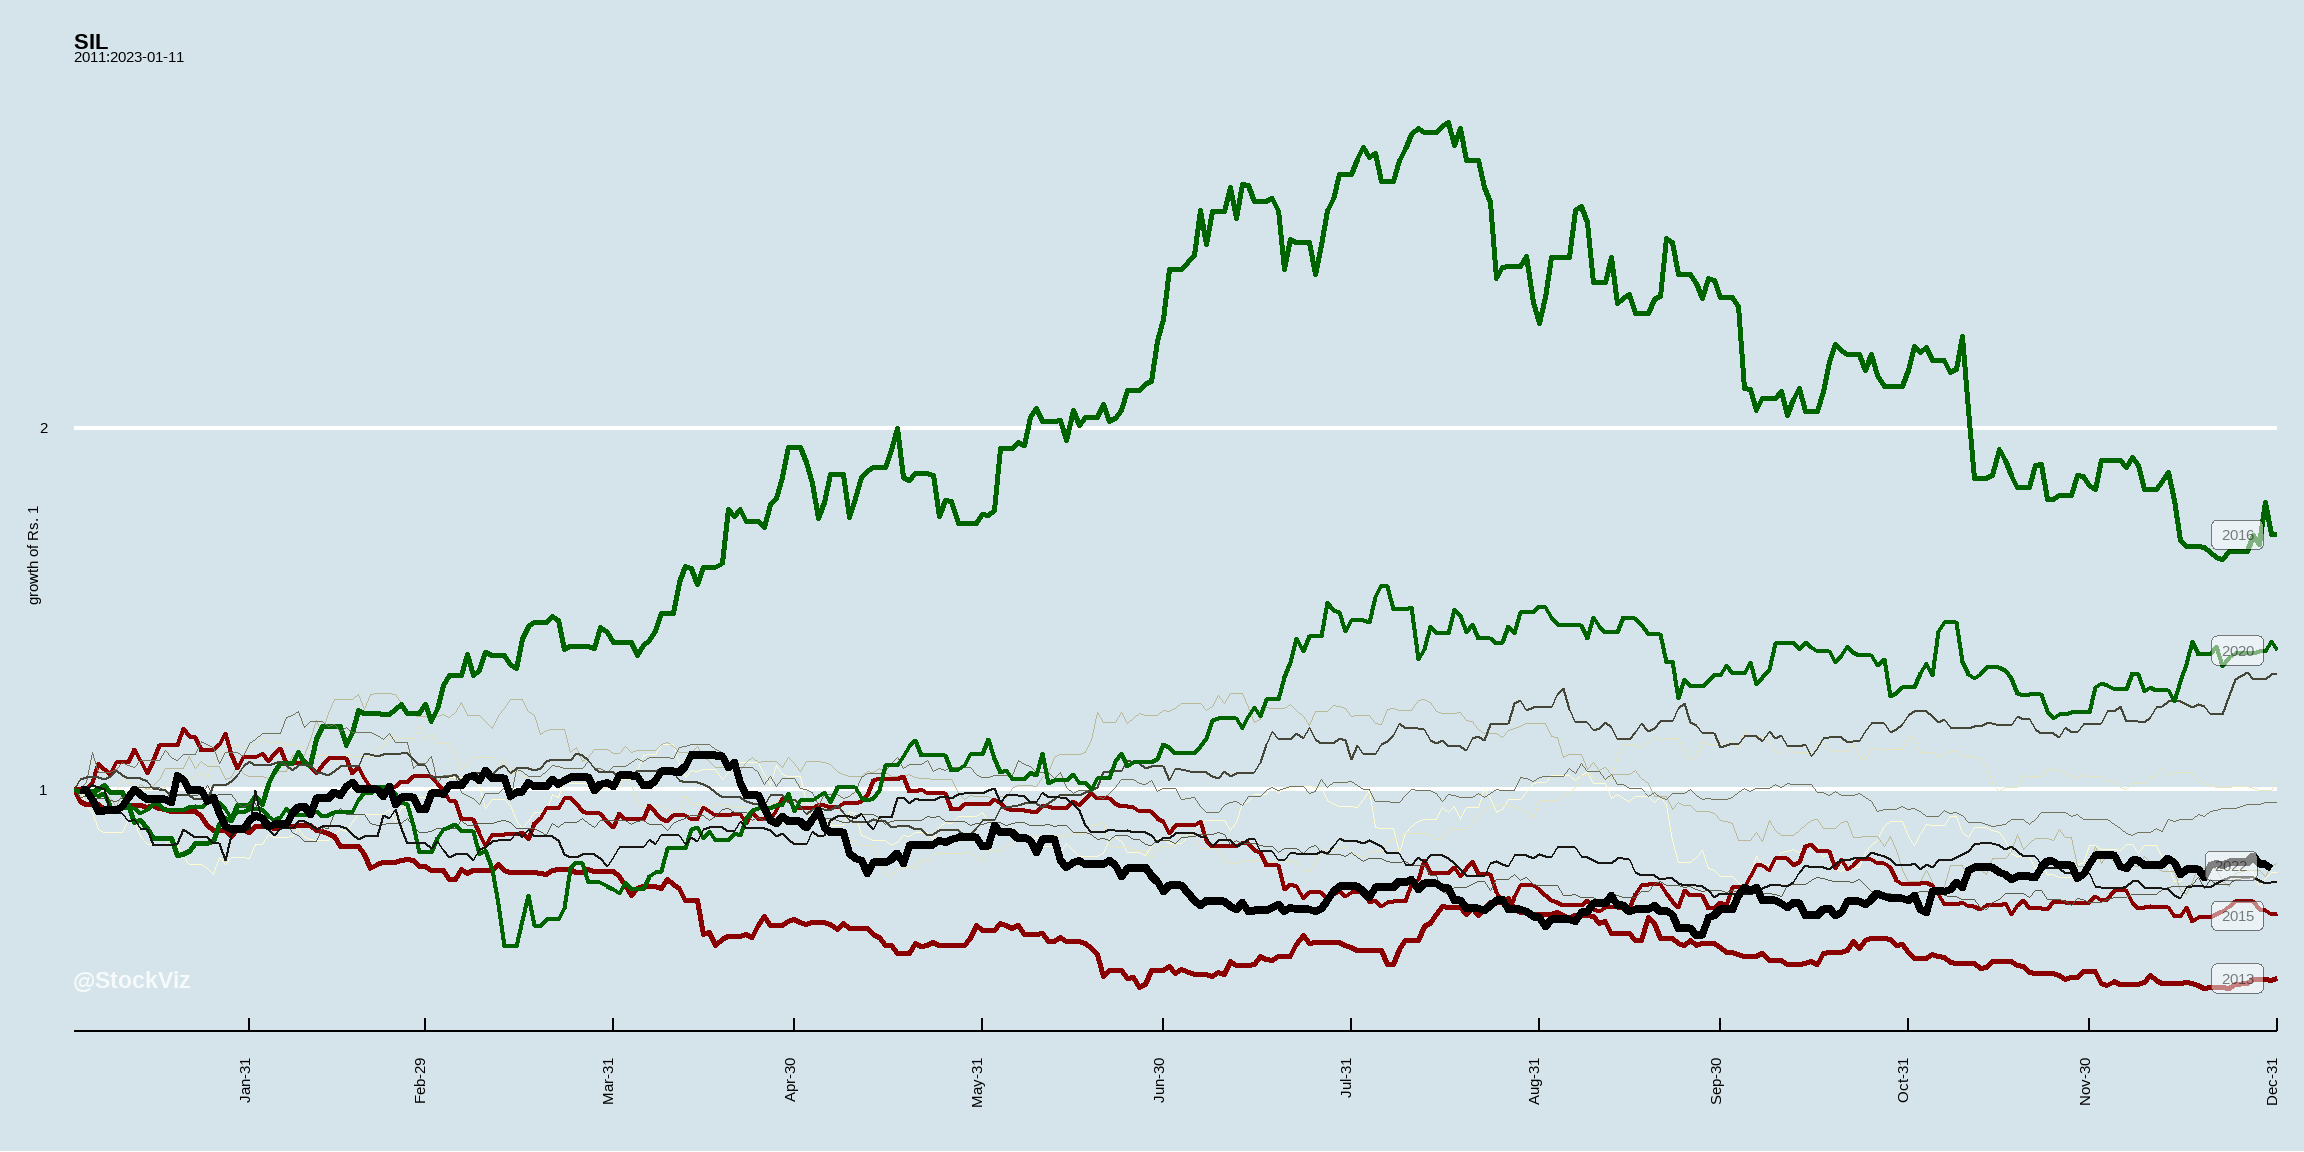 SIL
2011:2023-01-11
2
1
growth of Rs. 1
2016
2020
2022
2015
2013
@StockViz
Jan-31
Feb-29
Mar-31
Apr-30
May-31
Jun-30
Jul-31
Aug-31
Sep-30
Oct-31
Nov-30
Dec-31